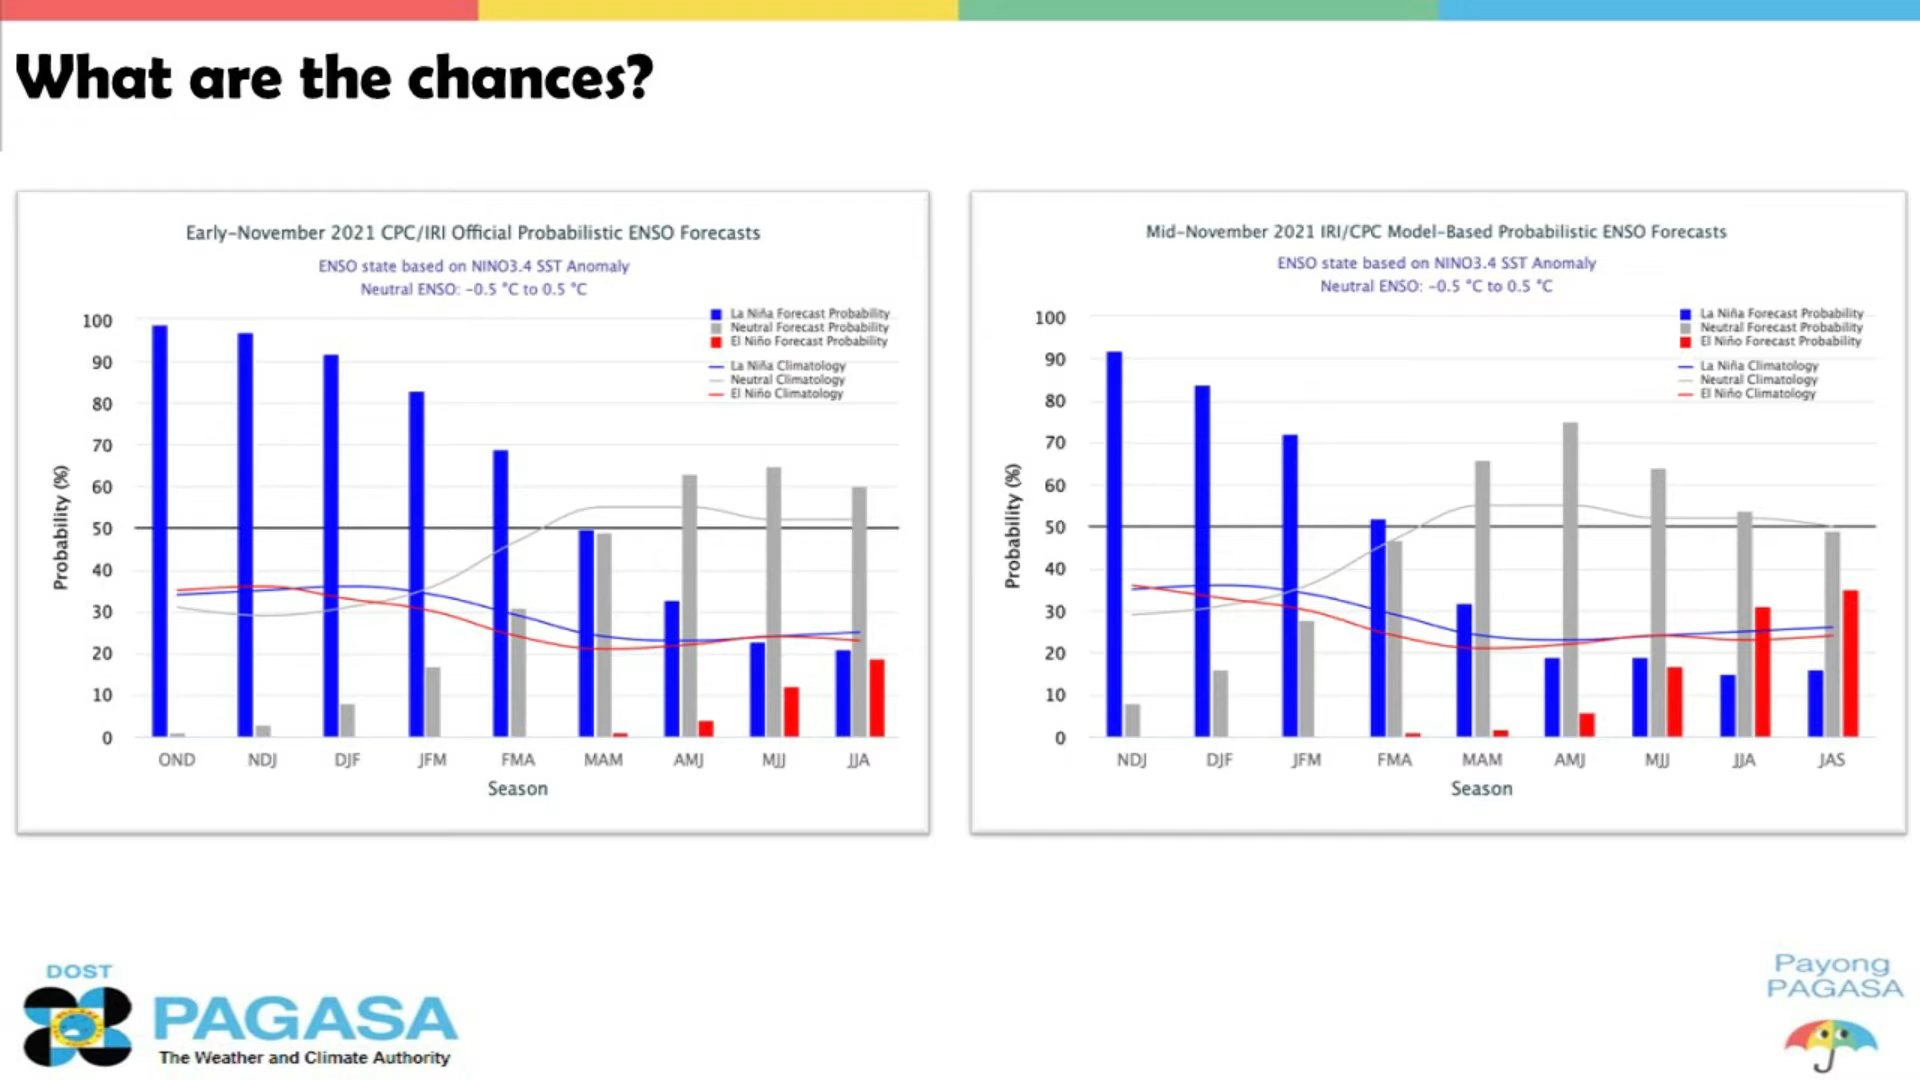 What are the chances?
Early-November 2021 CPC/IRI Official Probabilistic ENSO Forecasts
ENSO state based on NINO3.4 SST Anomaly
Neutral ENSO: -0.5 °C to 0.5 °C
La Niña Forecast Probability
Neutral Forecast Probability
El Niño Forecast Probability
La Niña Climatology
Neutral Climatology
El Niño Climatology
Probability (%)
100
90
80
70
60
50
40
30
20
10
0
OND NDJ DJF JFM FMA MAM AMJ MJJ JJA
Season
Mid-November 2021 IRI/CPC Model-Based Probabilistic ENSO Forecasts
ENSO state based on NINO3.4 SST Anomaly
Neutral ENSO: -0.5 °C to 0.5 °C
La Niña Forecast Probability
Neutral Forecast Probability
El Niño Forecast Probability
La Niña Climatology
Neutral Climatology
El Niño Climatology
Probability (%)
100
90
80
70
60
50
40
30
20
10
0
NDJ DJF JFM FMA MAM AMJ MJJ JJA JAS
Season
DOST
PAGASA
The Weather and Climate Authority
Payong
PAGASA